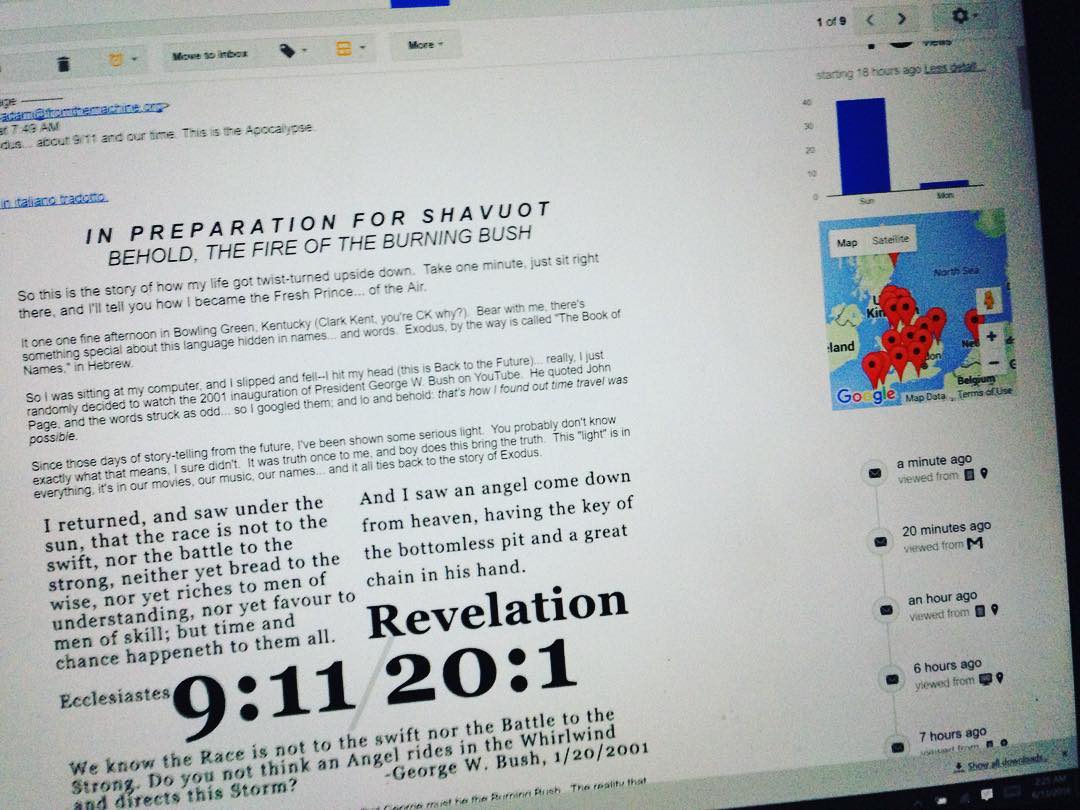 1 of 9
Move to Inbox
More
views
starting 18 hours ago Less detail
adam@fromthemachine.org>
at 7:49 AM
about 9/11 and our time. This is the Apocalypse.
in italiano tradotto.
40
30
20
10
0
Sun
Mon
IN PREPARATION FOR SHAVUOT
BEHOLD, THE FIRE OF THE BURNING BUSH
So this is the story of how my life got twist-turned upside down. Take one minute, just sit right
there, and I'll tell you how I became the Fresh Prince... of the Air.
It one one fine afternoon in Bowling Green, Kentucky (Clark Kent, you're CK why?). Bear with me, there's
something special about this language hidden in names... and words. Exodus, by the way is called "The Book of
Names," in Hebrew.
So I was sitting at my computer, and I slipped and fell--I hit my head (this is Back to the Future)... really, I just
randomly decided to watch the 2001 inauguration of President George W. Bush on YouTube. He quoted John
Page, and the words struck as odd... so I googled them; and lo and behold: that's how I found out time travel was
possible.
Since those days of story-telling from the future, I've been shown some serious light. You probably don't know
exactly what that means, I sure didn't. It was truth once to me, and boy does this bring the truth. This "light" is in
everything, it's in our movies, our music, our names... and it all ties back to the story of Exodus.
I returned, and saw under the
sun, that the race is not to the
swift, nor the battle to the
strong, neither yet bread to the
wise, nor yet riches to men of
understanding, nor yet favour to
men of skill; but time and
chance happeneth to them all.
Ecclesiastes 9:11
And I saw an angel come down
from heaven, having the key of
the bottomless pit and a great
chain in his hand.
Revelation
20:1
We know the Race is not to the swift nor the Battle to the
Strong. Do you not think an Angel rides in the Whirlwind
and directs this Storm?
-George W. Bush, 1/20/2001
must be the Burning Bush. The reality that
Map Satellite
North Sea
Belgium
Google Map Data Terms of Use
a minute ago
viewed from
20 minutes ago
viewed from
an hour ago
viewed from
6 hours ago
viewed from
7 hours ago
viewed from
Show all downloads...